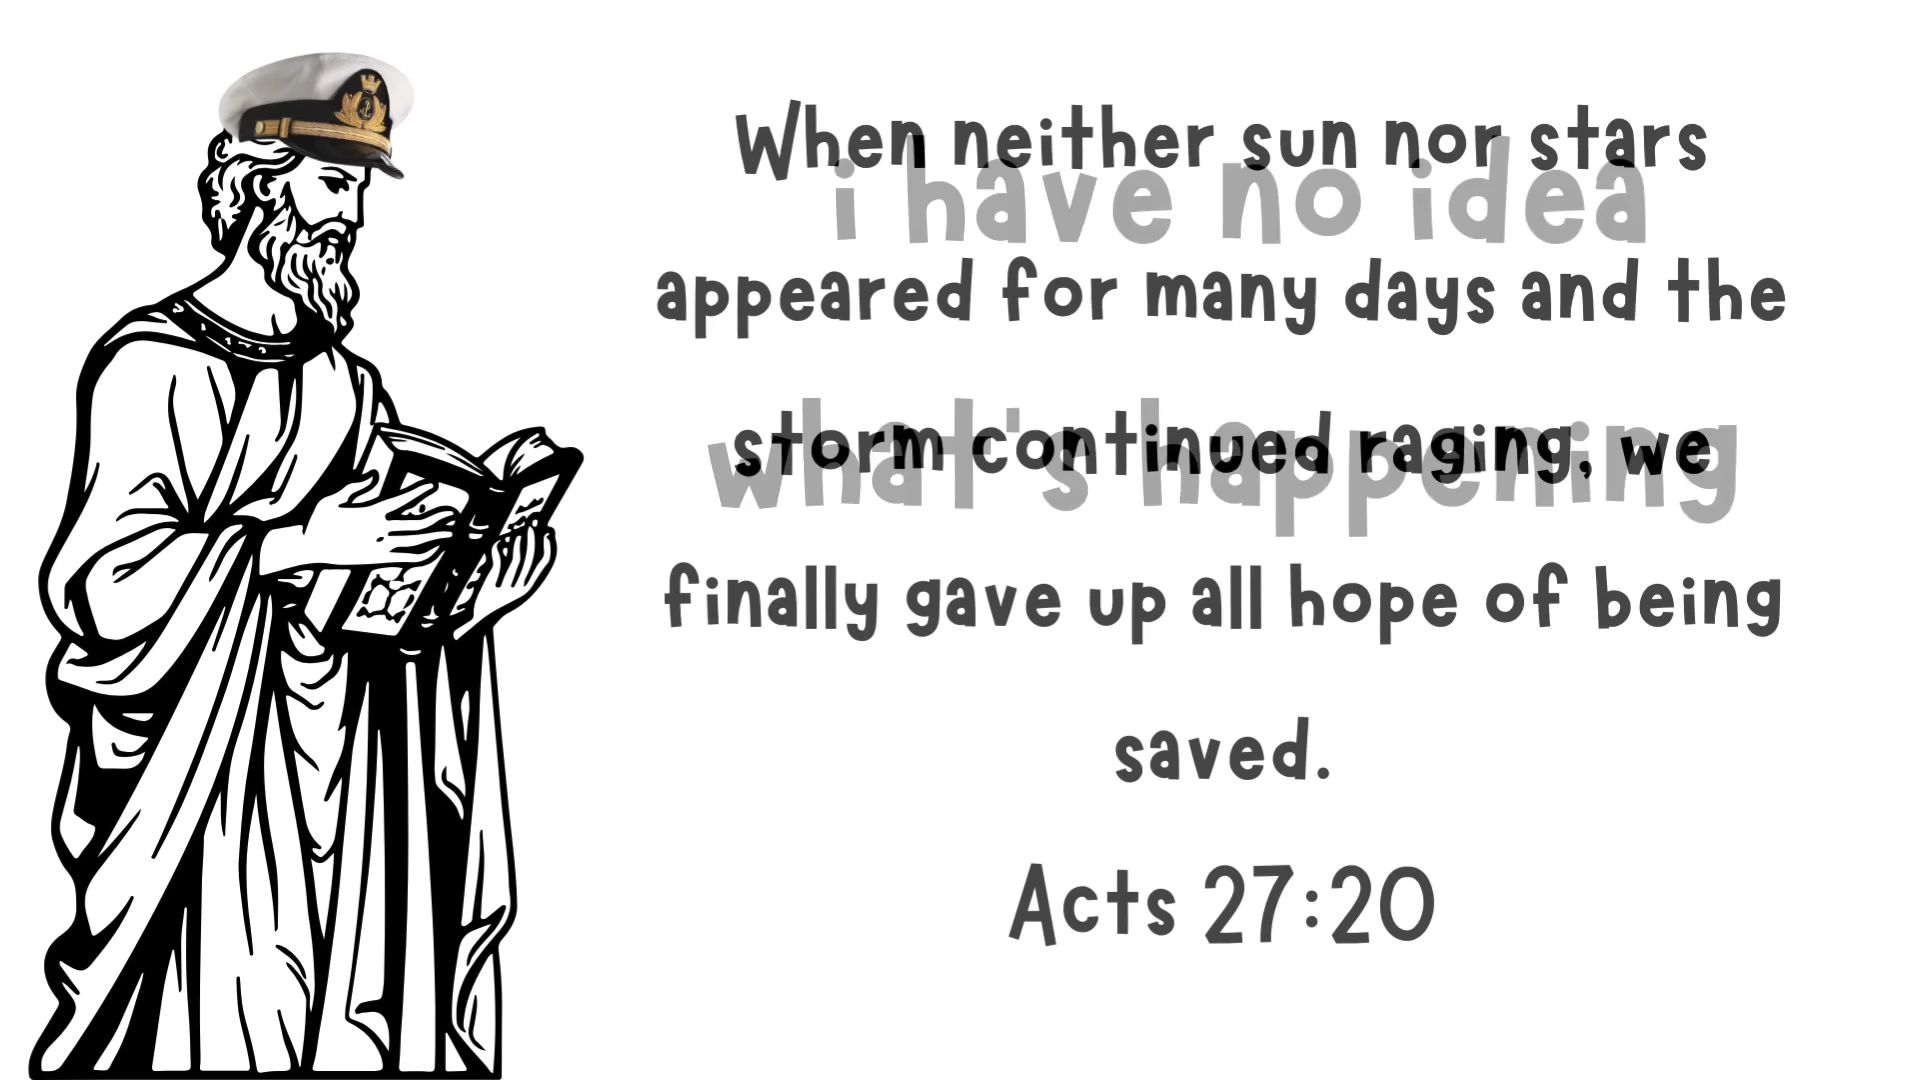 When neither sun nor stars
i have no idea
appeared for many days and the
storm continued raging, we
what's happening
finally gave up all hope of being
saved.
Acts 27:20